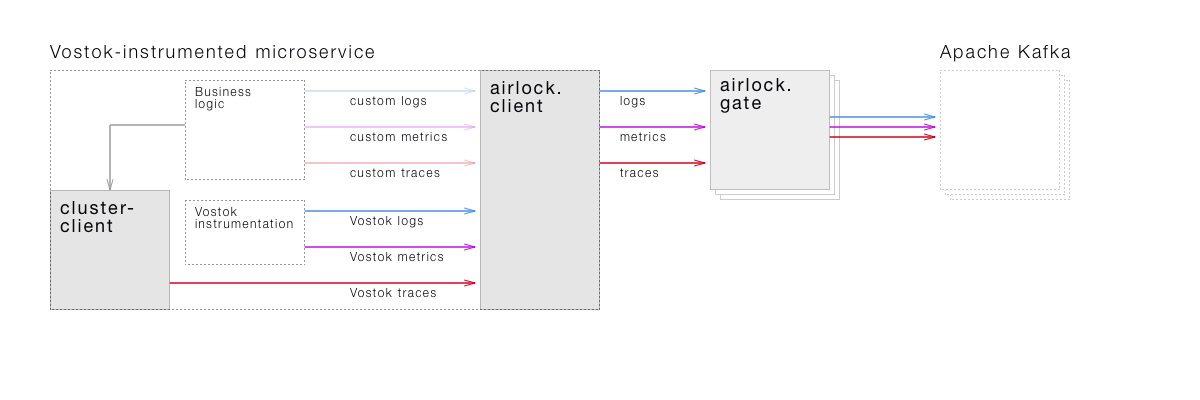 Vostok-instrumented microservice
Apache Kafka
Business
logic
custom logs
custom metrics
custom traces
cluster-
client
Vostok
instrumentation
Vostok logs
Vostok metrics
Vostok traces
airlock.
client
logs
metrics
traces
airlock.
gate